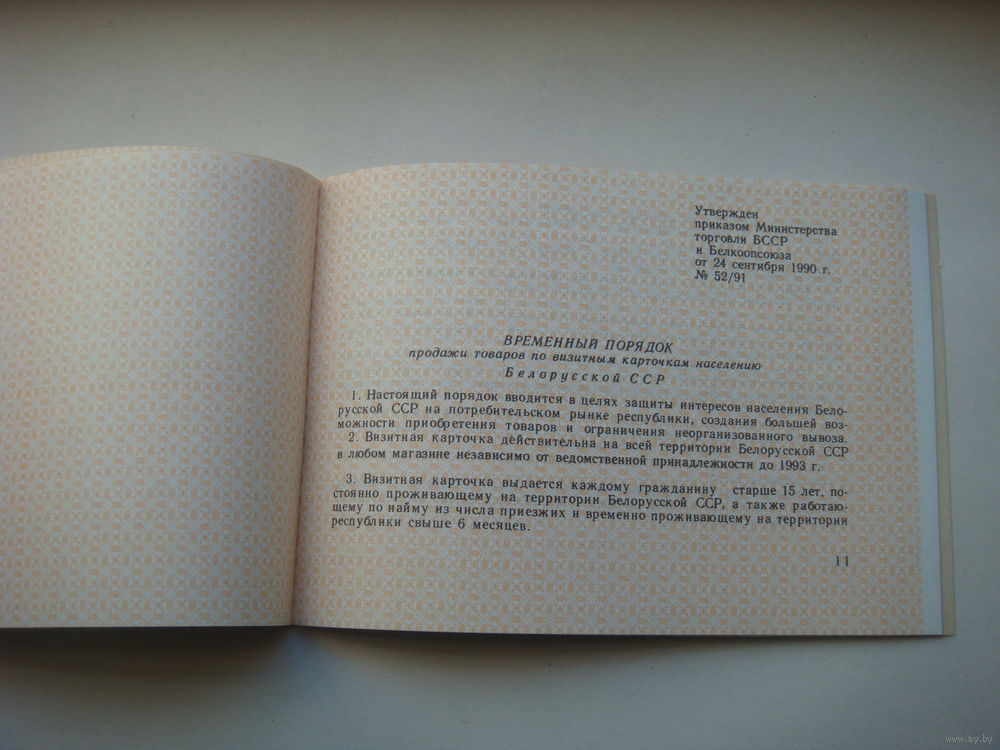 Утвержден
приказом Министерства
торговли БССР
и Белкоопсоюза
от 24 сентября 1990 г.
№ 52/91
ВРЕМЕННЫЙ ПОРЯДОК
продажи товаров по визитным карточкам населению
Белорусской ССР
1. Настоящий порядок вводится в целях защиты интересов населения Бело-
русской ССР на потребительском рынке республики, создания большей воз-
можности приобретения товаров и ограничения неорганизованного вывоза.
2. Визитная карточка действительна на всей территории Белорусской ССР
в любом магазине независимо от ведомственной принадлежности до 1993 г.
3. Визитная карточка выдается каждому гражданину старше 15 лет, по-
стоянно проживающему на территории Белорусской ССР, а также работаю-
щему по найму из числа приезжих и временно проживающему на территории
республики свыше 6 месяцев.
11
www.ay.by